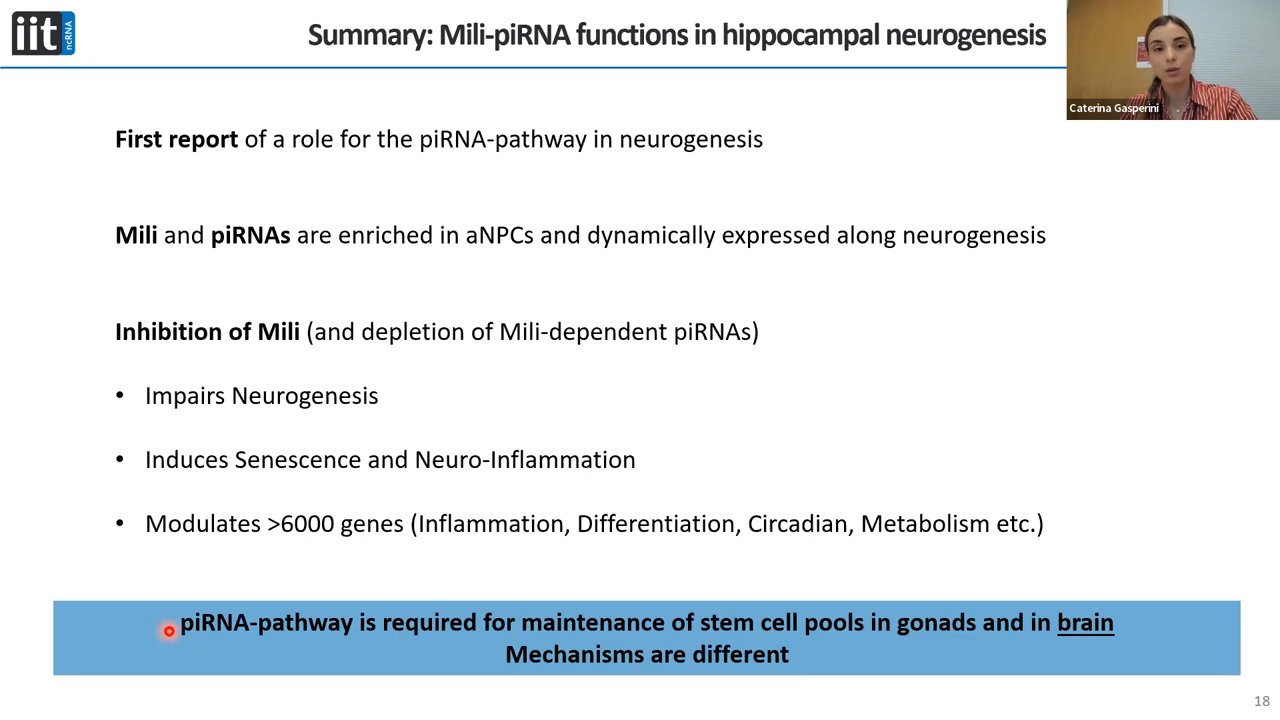 iit
ncRNA
Summary: Mili-piRNA functions in hippocampal neurogenesis
Caterina Gasperini
First report of a role for the piRNA-pathway in neurogenesis
Mili and piRNAs are enriched in aNPCs and dynamically expressed along neurogenesis
Inhibition of Mili (and depletion of Mili-dependent piRNAs)
• Impairs Neurogenesis
• Induces Senescence and Neuro-Inflammation
• Modulates >6000 genes (Inflammation, Differentiation, Circadian, Metabolism etc.)
piRNA-pathway is required for maintenance of stem cell pools in gonads and in brain
Mechanisms are different
18